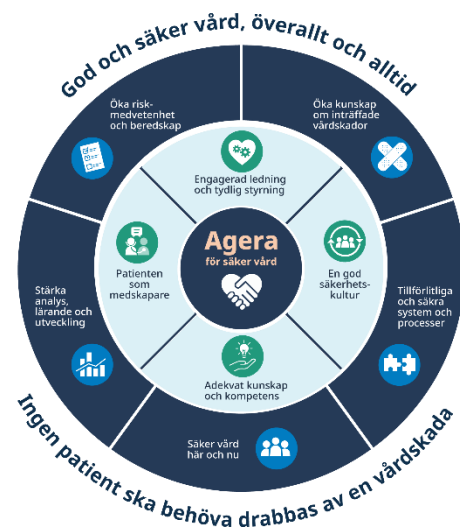 God och säker vård, överallt och alltid
Öka risk-
medvetenhet
och beredskap
Öka kunskap
om inträffade
vårdskador
Engagerad ledning
och tydlig styrning
Agera
för säker vård
Patienten
som
medskapare
En god
säkerhets-
kultur
Stärka
analys,
lärande och
utveckling
Tillförlitliga
och säkra
system och
processer
Adekvat kunskap
och kompetens
Säker vård
här och nu
Ingen patient ska behöva drabbas av en vårdskada